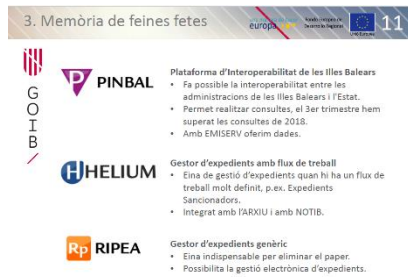 3. Memòria de feines fetes
europa
11
GOIB
PINBAL
Plataforma d'Interoperabilitat de les Illes Balears
• Fa possible la interoperabilitat entre les
administracions de les Illes Balears i l'Estat.
• Permet realitzar consultes, el 3er trimestre hem
superat les consultes de 2018.
• Amb EMISERV oferim dades.
HELIUM
Gestor d'expedients amb flux de treball
• Eina de gestió d'expedients quan hi ha un flux de
treball molt definit, p.ex. Expedients
Sancionadors.
• Integrat amb l'ARXIU i amb NOTIB.
Rp RIPEA
Gestor d'expedients genèric
• Eina indispensable per eliminar el paper.
• Possibilita la gestió electrònica d'expedients.